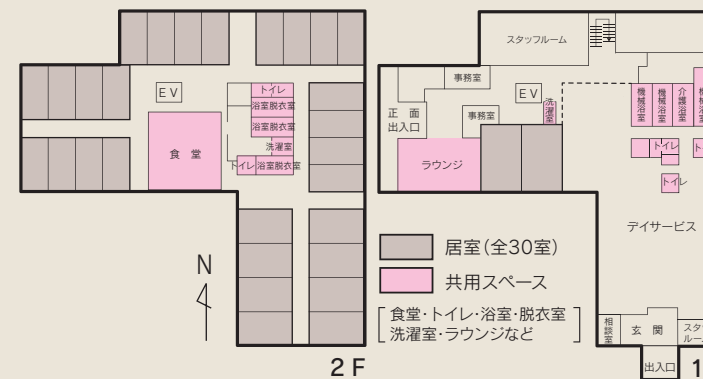 EV
トイレ
浴室脱衣室
浴室脱衣室
洗濯室
トイレ
浴室脱衣室
食 堂
N
2F
スタッフルーム
事務室
EV
洗濯室
正 面
出入口
事務室
ラウンジ
機械浴室
機械浴室
介護浴室
トイレ
トイレ
デイサービス
相談室
玄 関
出入口
居室(全30室)
共用スペース
[食堂・トイレ・浴室・脱衣室
洗濯室・ラウンジなど]
1